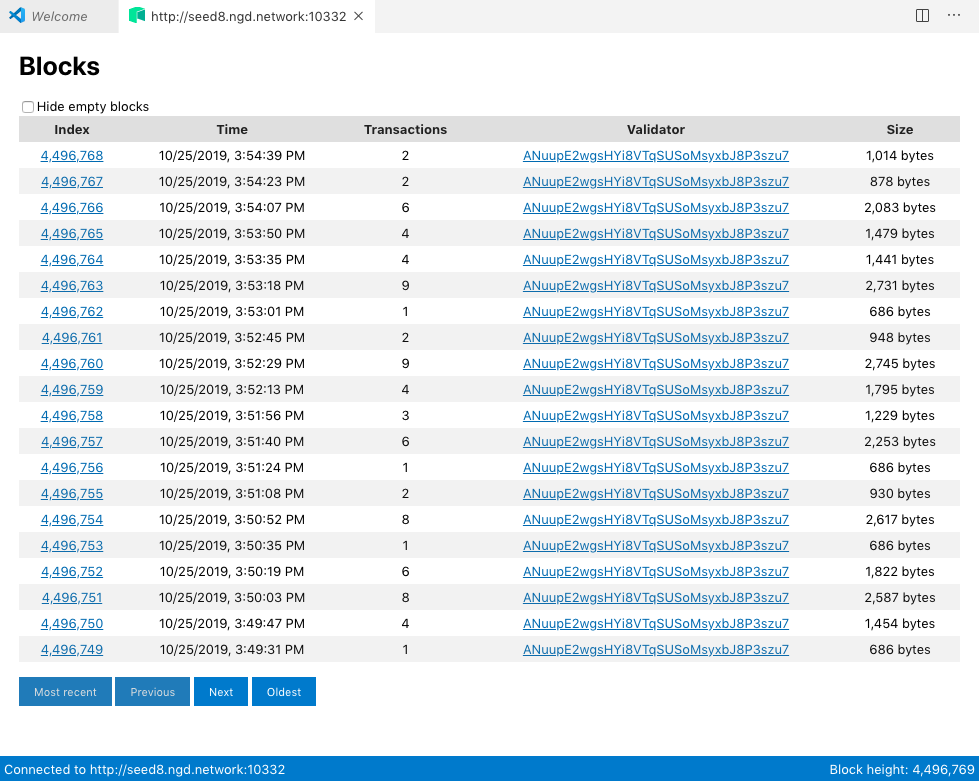 Welcome http://seed8.ngd.network:10332
Blocks
Hide empty blocks
Index Time Transactions Validator Size
4,496,768 10/25/2019, 3:54:39 PM 2 ANuupE2wgsHYi8VTqSUSoMsyxbJ8P3szu7 1,014 bytes
4,496,767 10/25/2019, 3:54:23 PM 2 ANuupE2wgsHYi8VTqSUSoMsyxbJ8P3szu7 878 bytes
4,496,766 10/25/2019, 3:54:07 PM 6 ANuupE2wgsHYi8VTqSUSoMsyxbJ8P3szu7 2,083 bytes
4,496,765 10/25/2019, 3:53:50 PM 4 ANuupE2wgsHYi8VTqSUSoMsyxbJ8P3szu7 1,479 bytes
4,496,764 10/25/2019, 3:53:35 PM 4 ANuupE2wgsHYi8VTqSUSoMsyxbJ8P3szu7 1,441 bytes
4,496,763 10/25/2019, 3:53:18 PM 9 ANuupE2wgsHYi8VTqSUSoMsyxbJ8P3szu7 2,731 bytes
4,496,762 10/25/2019, 3:53:01 PM 1 ANuupE2wgsHYi8VTqSUSoMsyxbJ8P3szu7 686 bytes
4,496,761 10/25/2019, 3:52:45 PM 2 ANuupE2wgsHYi8VTqSUSoMsyxbJ8P3szu7 948 bytes
4,496,760 10/25/2019, 3:52:29 PM 9 ANuupE2wgsHYi8VTqSUSoMsyxbJ8P3szu7 2,745 bytes
4,496,759 10/25/2019, 3:52:13 PM 4 ANuupE2wgsHYi8VTqSUSoMsyxbJ8P3szu7 1,795 bytes
4,496,758 10/25/2019, 3:51:56 PM 3 ANuupE2wgsHYi8VTqSUSoMsyxbJ8P3szu7 1,229 bytes
4,496,757 10/25/2019, 3:51:40 PM 6 ANuupE2wgsHYi8VTqSUSoMsyxbJ8P3szu7 2,253 bytes
4,496,756 10/25/2019, 3:51:24 PM 1 ANuupE2wgsHYi8VTqSUSoMsyxbJ8P3szu7 686 bytes
4,496,755 10/25/2019, 3:51:08 PM 2 ANuupE2wgsHYi8VTqSUSoMsyxbJ8P3szu7 930 bytes
4,496,754 10/25/2019, 3:50:52 PM 8 ANuupE2wgsHYi8VTqSUSoMsyxbJ8P3szu7 2,617 bytes
4,496,753 10/25/2019, 3:50:35 PM 1 ANuupE2wgsHYi8VTqSUSoMsyxbJ8P3szu7 686 bytes
4,496,752 10/25/2019, 3:50:19 PM 6 ANuupE2wgsHYi8VTqSUSoMsyxbJ8P3szu7 1,822 bytes
4,496,751 10/25/2019, 3:50:03 PM 8 ANuupE2wgsHYi8VTqSUSoMsyxbJ8P3szu7 2,587 bytes
4,496,750 10/25/2019, 3:49:47 PM 4 ANuupE2wgsHYi8VTqSUSoMsyxbJ8P3szu7 1,454 bytes
4,496,749 10/25/2019, 3:49:31 PM 1 ANuupE2wgsHYi8VTqSUSoMsyxbJ8P3szu7 686 bytes
Most recent Previous Next Oldest
Connected to http://seed8.ngd.network:10332 Block height: 4,496,769